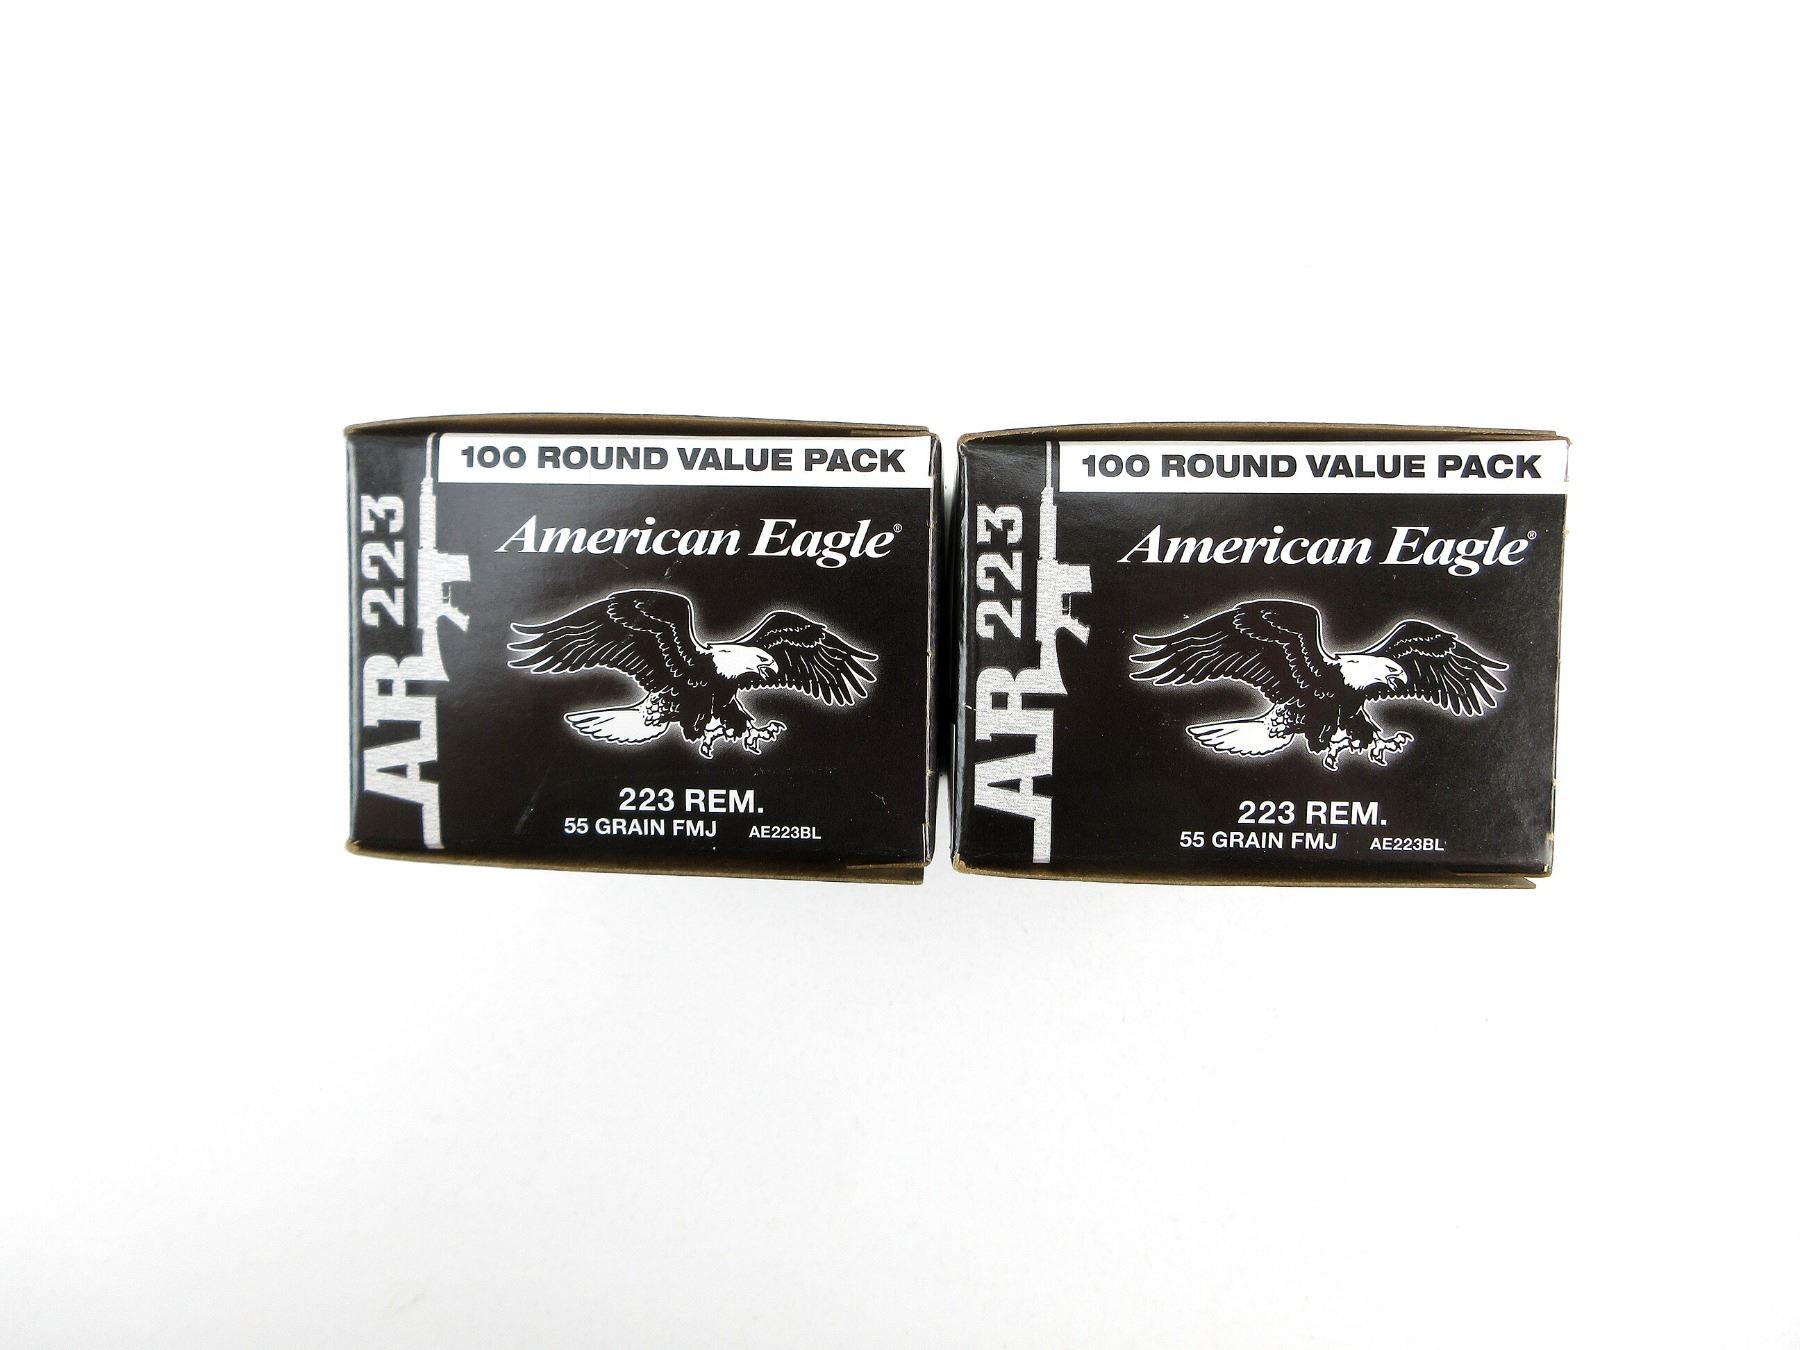 100 ROUND VALUE PACK
AR 223
American Eagle®
223 REM.
55 GRAIN FMJ AE223BL
100 ROUND VALUE PACK
AR 223
American Eagle®
223 REM.
55 GRAIN FMJ AE223BL